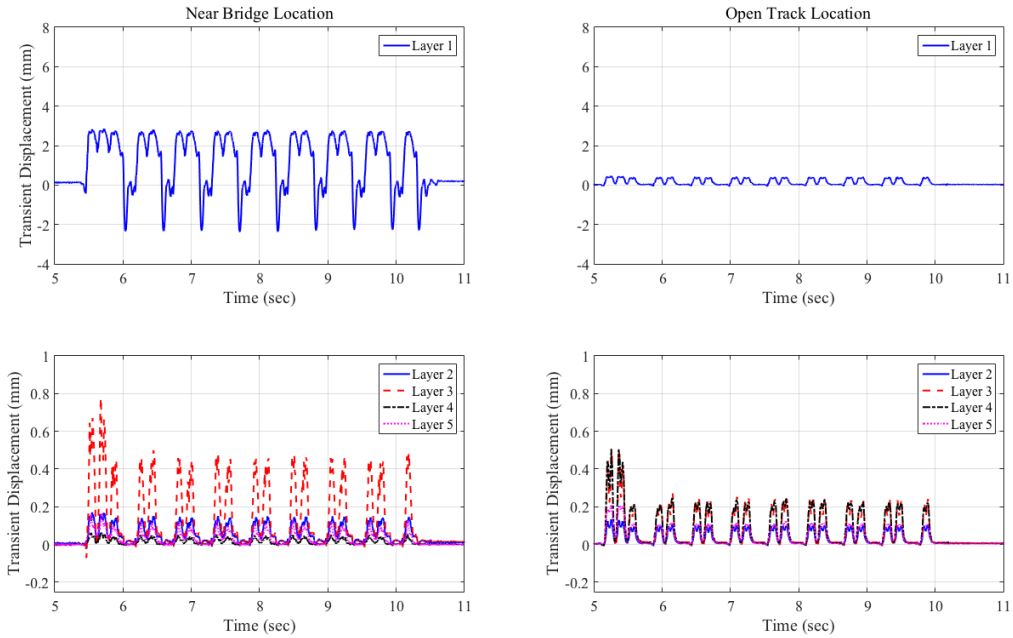 Near Bridge Location
Transient Displacement (mm)
8
6
4
2
0
-2
-4
5 6 7 8 9 10 11
Time (sec)
Layer 1
Open Track Location
Transient Displacement (mm)
8
6
4
2
0
-2
-4
5 6 7 8 9 10 11
Time (sec)
Layer 1
Transient Displacement (mm)
1
0.8
0.6
0.4
0.2
0
-0.2
5 6 7 8 9 10 11
Time (sec)
Layer 2
Layer 3
Layer 4
Layer 5
Transient Displacement (mm)
1
0.8
0.6
0.4
0.2
0
-0.2
5 6 7 8 9 10 11
Time (sec)
Layer 2
Layer 3
Layer 4
Layer 5